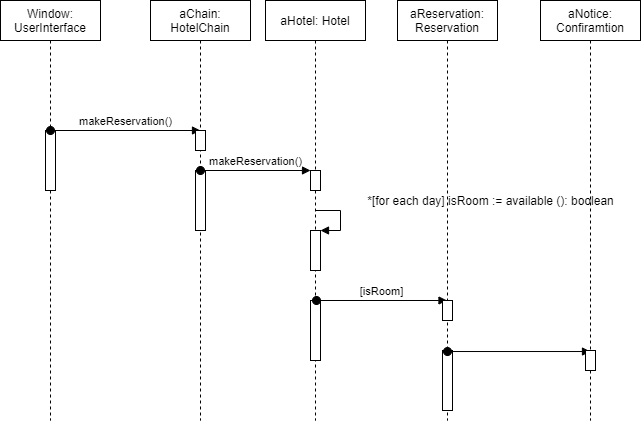 Window:
UserInterface
aChain:
HotelChain
aHotel: Hotel
aReservation:
Reservation
aNotice:
Confiramtion
makeReservation()
makeReservation()
*[for each day] isRoom := available (): boolean
[isRoom]